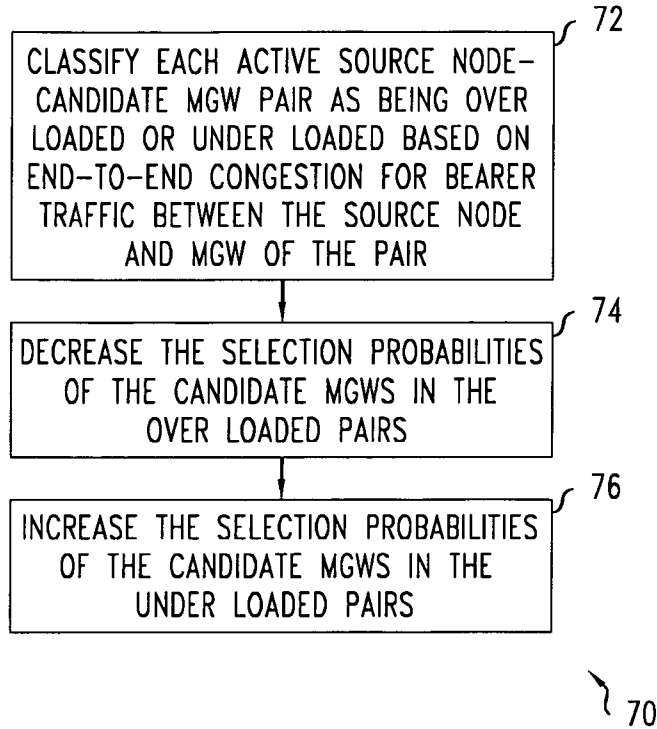 72
CLASSIFY EACH ACTIVE SOURCE NODE-
CANDIDATE MGW PAIR AS BEING OVER
LOADED OR UNDER LOADED BASED ON
END-TO-END CONGESTION FOR BEARER
TRAFFIC BETWEEN THE SOURCE NODE
AND MGW OF THE PAIR
74
DECREASE THE SELECTION PROBABILITIES
OF THE CANDIDATE MGWS IN THE
OVER LOADED PAIRS
76
INCREASE THE SELECTION PROBABILITIES
OF THE CANDIDATE MGWS IN THE
UNDER LOADED PAIRS
70